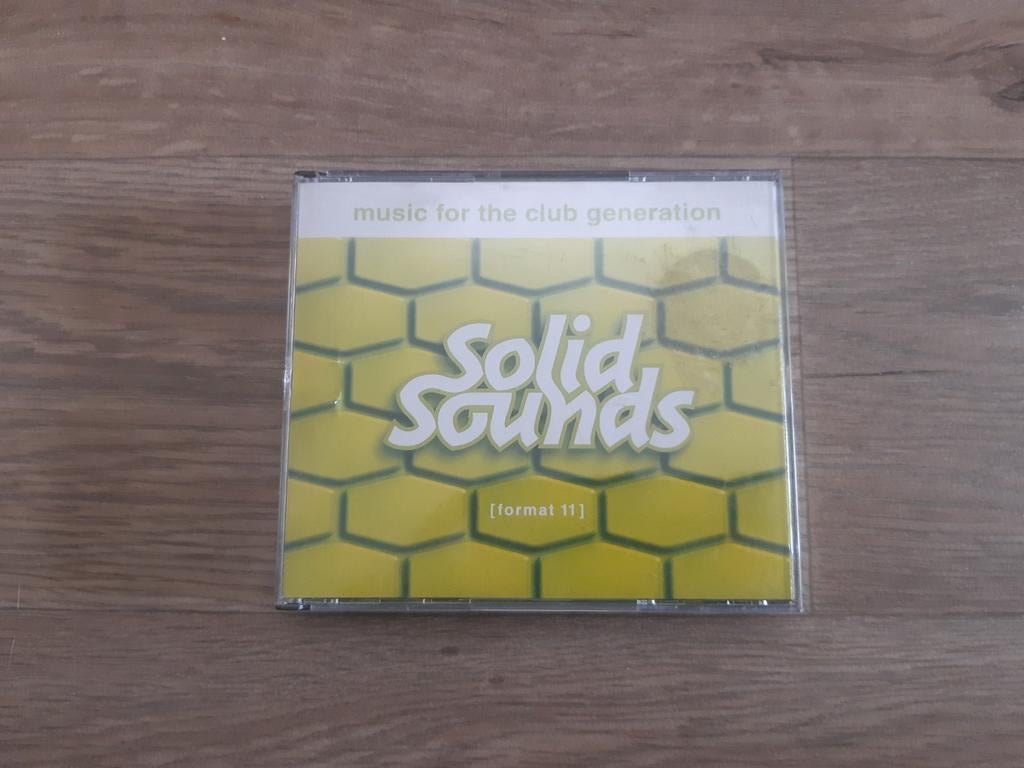 music for the club generation
Solid
Sounds
[format 11]